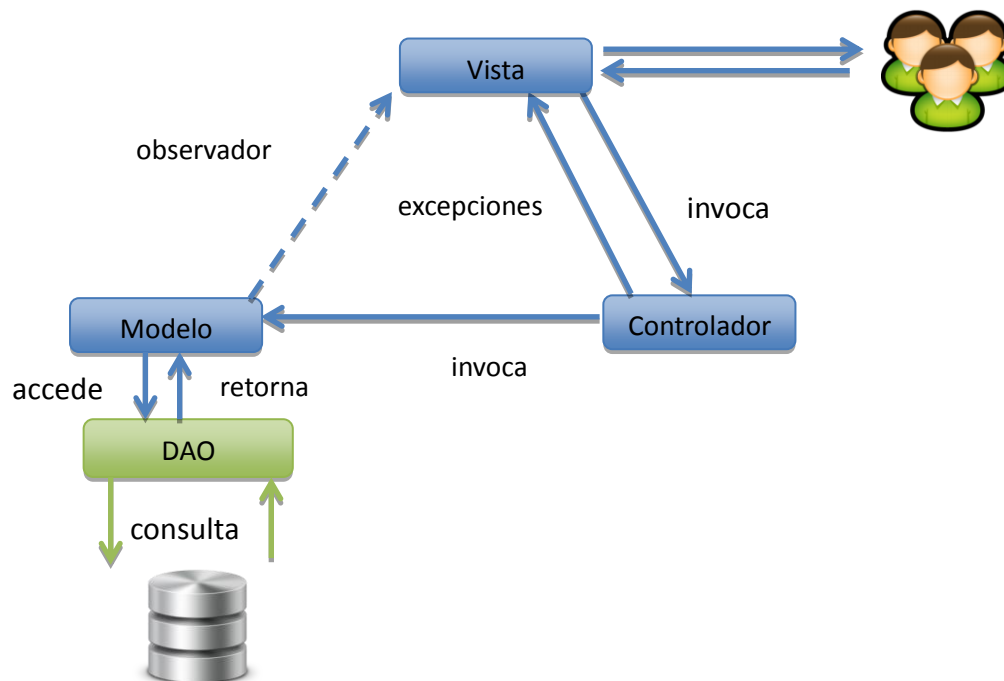 Vista
observador
excepciones
invoca
Modelo
Controlador
invoca
accede
retorna
DAO
consulta